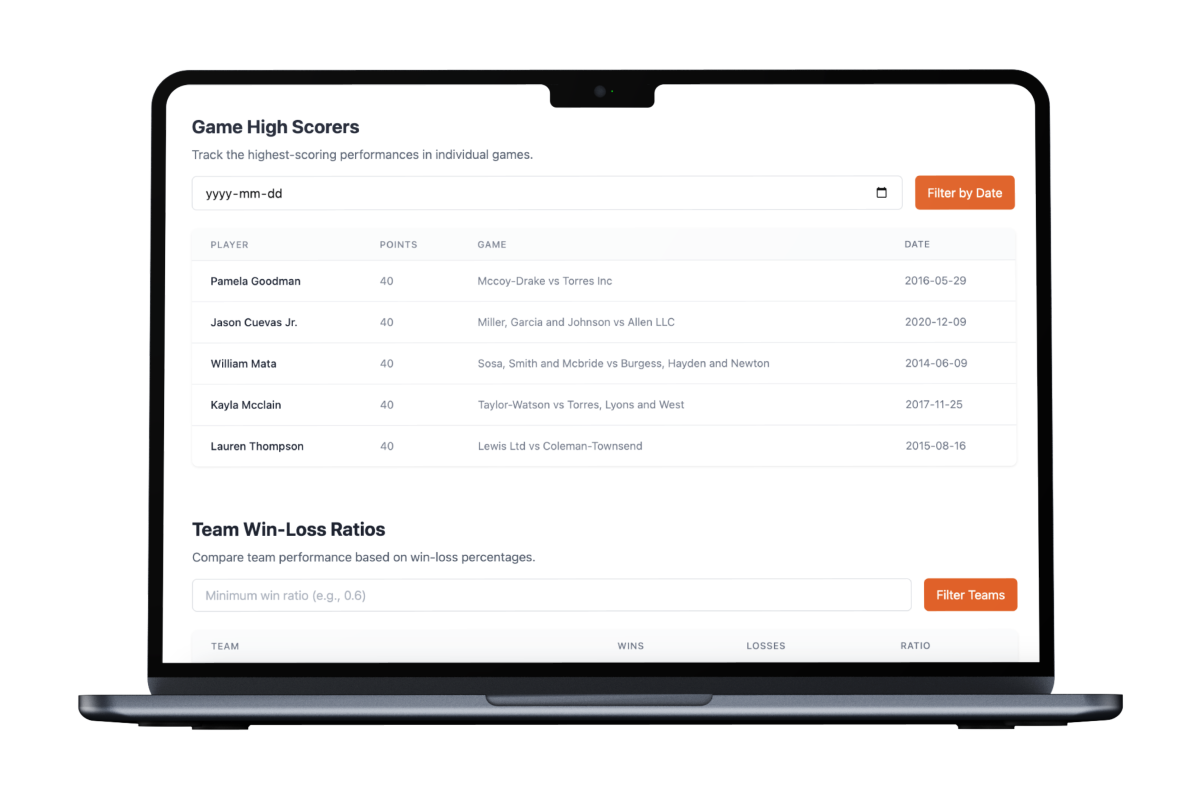 Game High Scorers
Track the highest-scoring performances in individual games.
yyyy-mm-dd Filter by Date
PLAYER POINTS GAME DATE
Pamela Goodman 40 Mccoy-Drake vs Torres Inc 2016-05-29
Jason Cuevas Jr. 40 Miller, Garcia and Johnson vs Allen LLC 2020-12-09
William Mata 40 Sosa, Smith and Mcbride vs Burgess, Hayden and Newton 2014-06-09
Kayla Mcclain 40 Taylor-Watson vs Torres, Lyons and West 2017-11-25
Lauren Thompson 40 Lewis Ltd vs Coleman-Townsend 2015-08-16
Team Win-Loss Ratios
Compare team performance based on win-loss percentages.
Minimum win ratio (e.g., 0.6) Filter Teams
TEAM WINS LOSSES RATIO